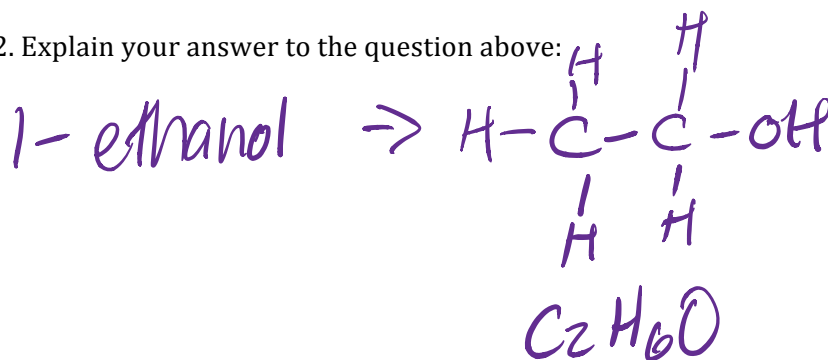 2. Explain your answer to the question above:
H H
1- ethanol -> H-C-C-OH
H H
C2H6O